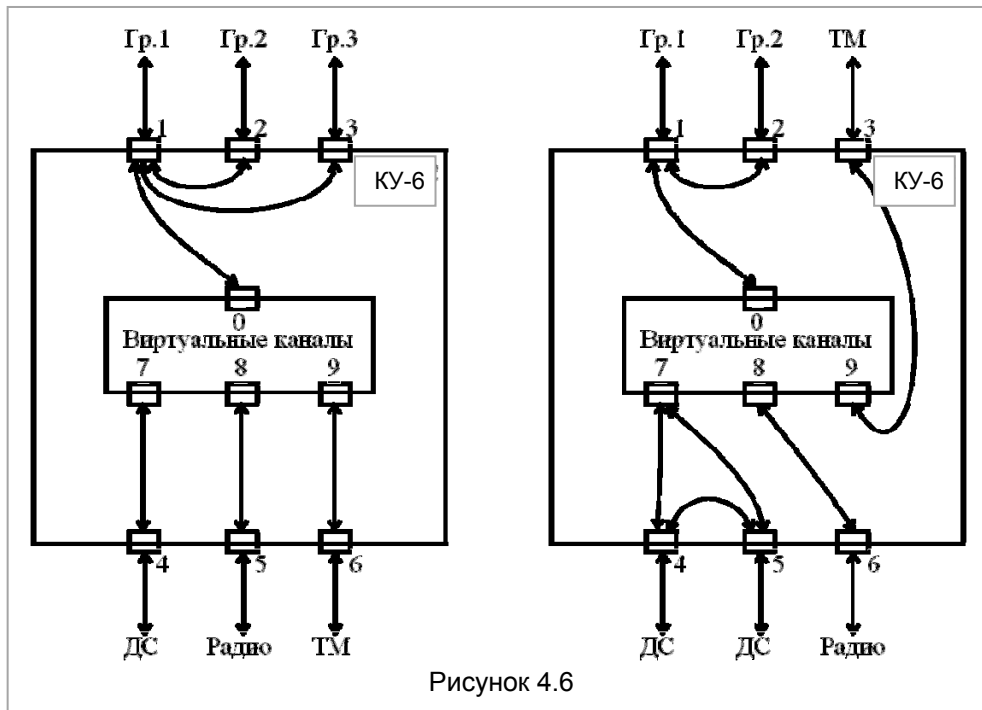 Гр.1 Гр.2 Гр.3 Гр.1 Гр.2 ТМ
1 2 3 1 2 3
КУ-6 КУ-6
0 0
Виртуальные каналы Виртуальные каналы
7 8 9 7 8 9
4 5 6 4 5 6
ДС Радио ТМ ДС ДС Радио
Рисунок 4.6